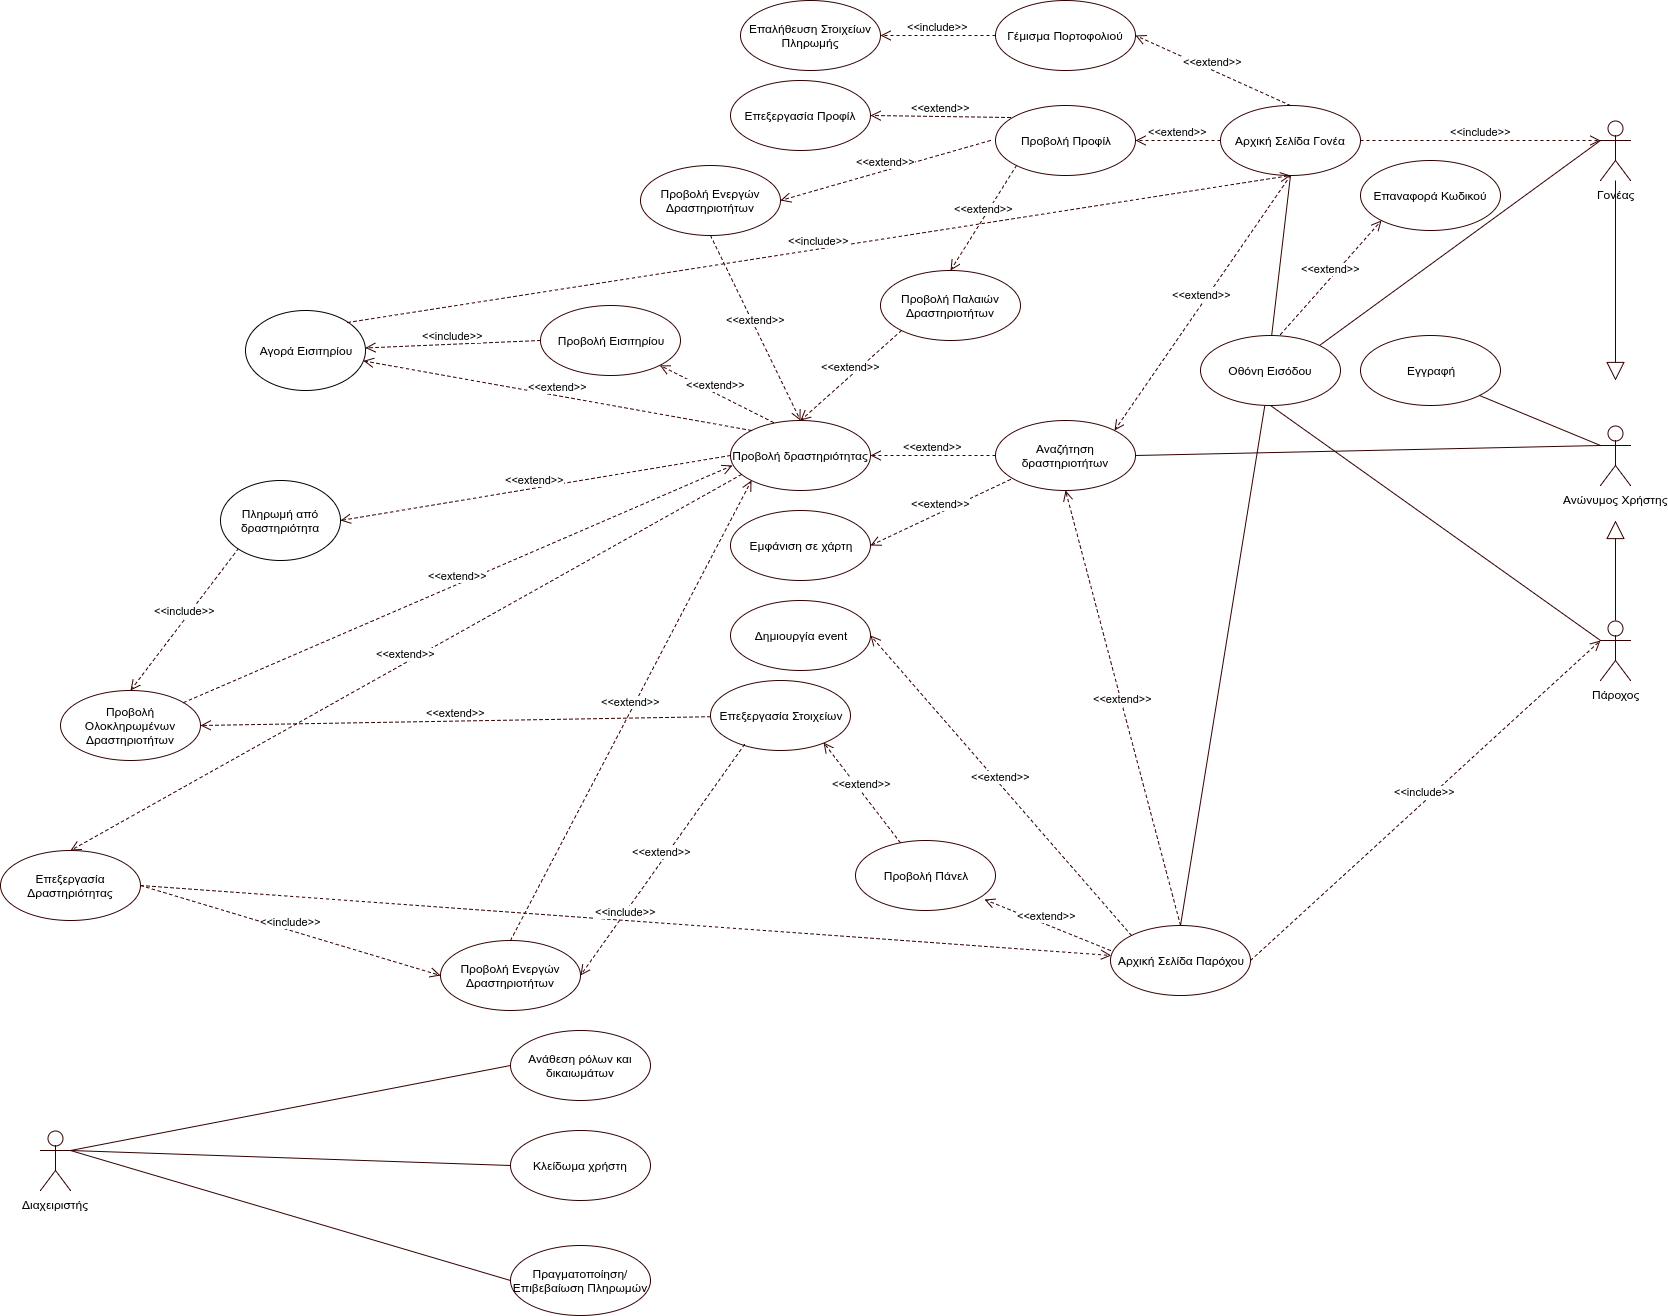 Επαλήθευση Στοιχείων
Πληρωμής
<<include>>
Γέμισμα Πορτοφολιού
<<extend>>
Επεξεργασία Προφίλ
<<extend>>
Προβολή Προφίλ
<<extend>>
Αρχική Σελίδα Γονέα
<<include>>
Γονέας
<<extend>>
Προβολή Ενεργών
Δραστηριοτήτων
<<extend>>
Επαναφορά Κωδικού
<<include>>
<<extend>>
<<extend>>
Προβολή Παλαιών
Δραστηριοτήτων
<<extend>>
Αγορά Εισιτηρίου
<<include>>
Προβολή Εισιτηρίου
<<extend>>
<<extend>>
<<extend>>
Οθόνη Εισόδου
Εγγραφή
<<extend>>
Προβολή δραστηριότητας
<<extend>>
Αναζήτηση
δραστηριοτήτων
Ανώνυμος Χρήστης
<<extend>>
<<extend>>
Πληρωμή από
δραστηριότητα
Εμφάνιση σε χάρτη
<<extend>>
<<include>>
Δημιουργία event
<<extend>>
Πάροχος
Προβολή
Ολοκληρωμένων
Δραστηριοτήτων
<<extend>>
<<extend>>
Επεξεργασία Στοιχείων
<<extend>>
<<extend>>
<<extend>>
<<include>>
<<extend>>
Επεξεργασία
Δραστηριότητας
Προβολή Πάνελ
<<include>>
<<include>>
<<extend>>
Προβολή Ενεργών
Δραστηριοτήτων
Αρχική Σελίδα Παρόχου
Ανάθεση ρόλων και
δικαιωμάτων
Κλείδωμα χρήστη
Διαχειριστής
Πραγματοποίηση/
Επιβεβαίωση Πληρωμών